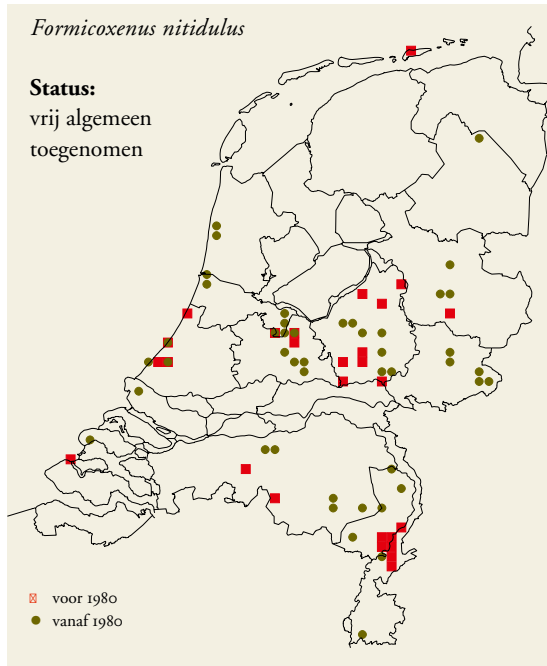 Formicoxenus nitidulus
Status:
vrij algemeen
toegenomen
voor 1980
vanaf 1980